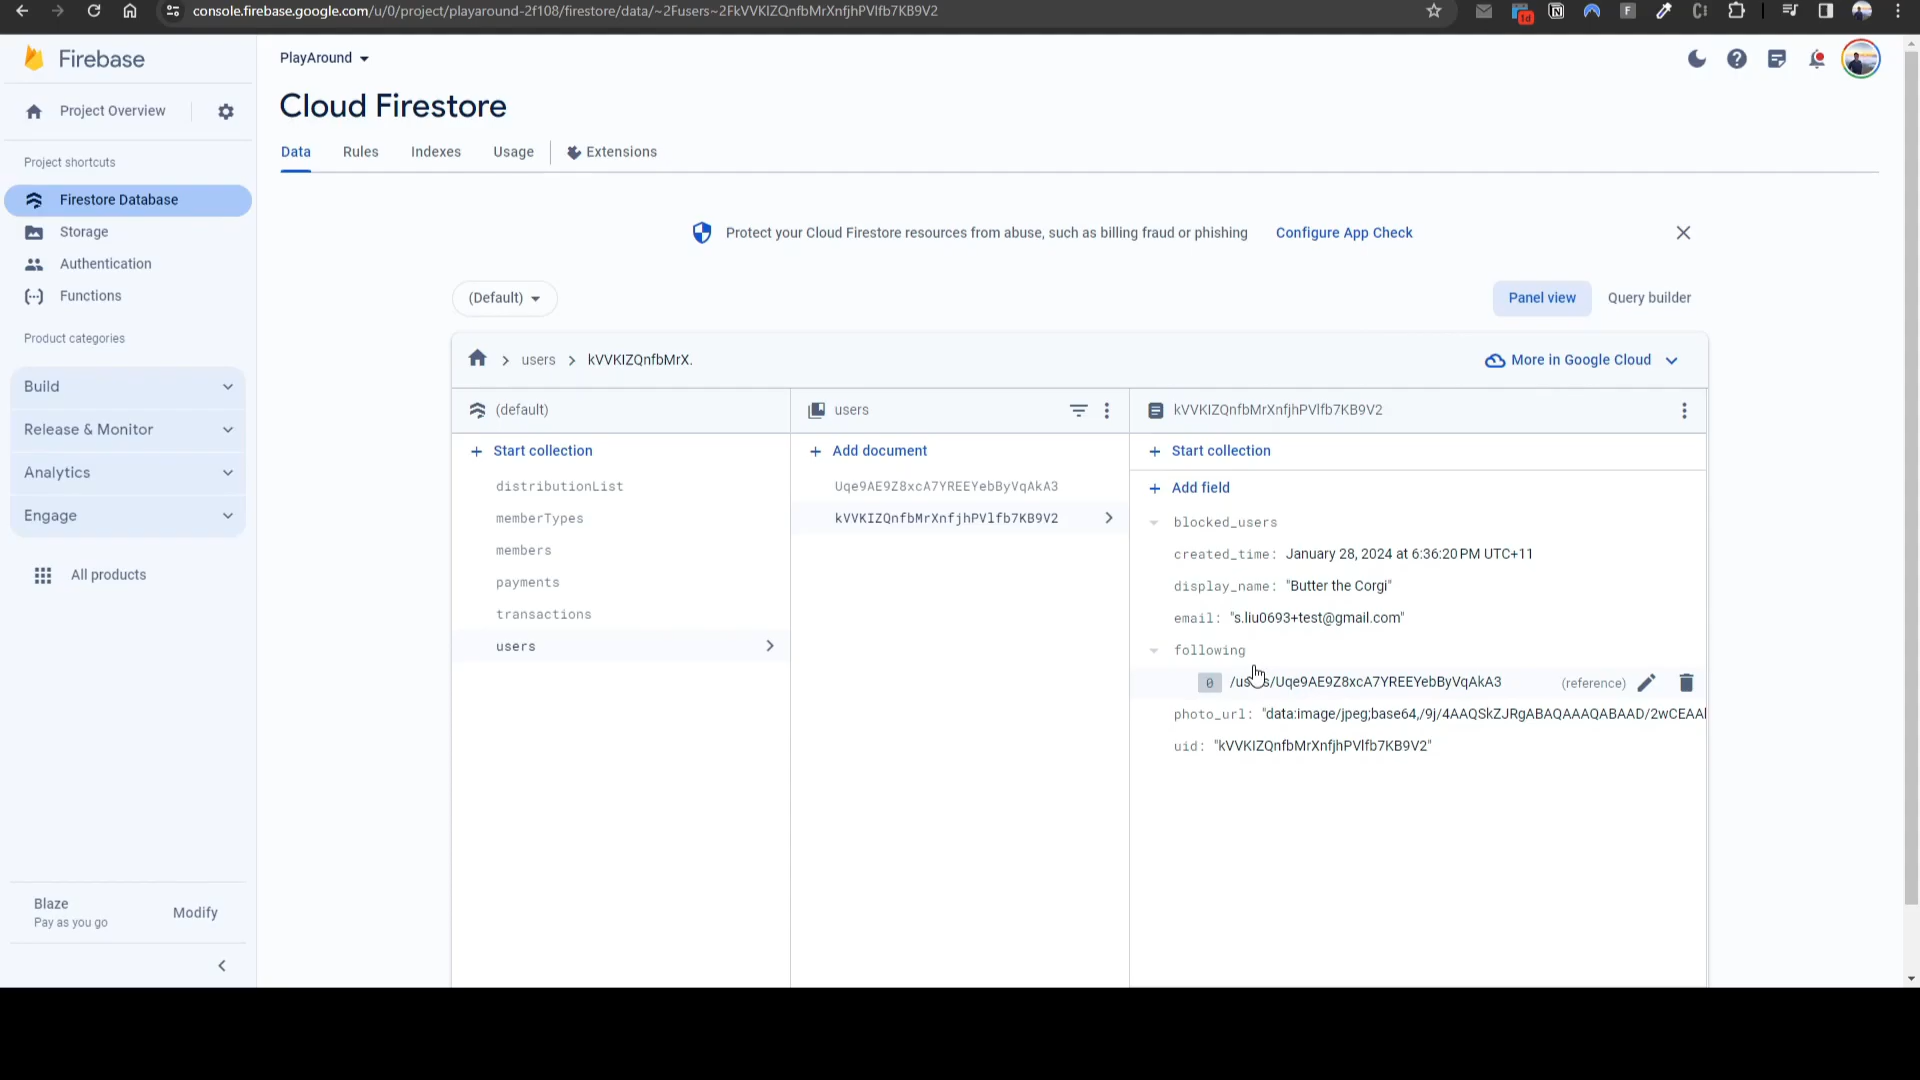 console.firebase.google.com/u/0/project/playaround-2f108/firestore/data/~2Fusers~2FkVVKIZQnfbMrXnfjhPVlfb7KB9V2
1d
F
Firebase
PlayAround
Project Overview
Cloud Firestore
Data
Rules
Indexes
Usage
Extensions
Project shortcuts
Firestore Database
Storage
Authentication
Functions
Product categories
Build
Release & Monitor
Analytics
Engage
All products
Blaze
Pay as you go
Modify
Protect your Cloud Firestore resources from abuse, such as billing fraud or phishing
Configure App Check
(Default)
Panel view
Query builder
users
kVVKIZQnfbMrX.
More in Google Cloud
(default)
Start collection
distributionList
memberTypes
members
payments
transactions
users
users
Add document
Uqe9AE9Z8xcA7YREEYebByVqAkA3
kVVKIZQnfbMrXnfjhPVlfb7KB9V2
kVVKIZQnfbMrXnfjhPVlfb7KB9V2
Start collection
Add field
blocked_users
created_time: January 28, 2024 at 6:36:20 PM UTC+11
display_name: "Butter the Corgi"
email: "s.liu0693+test@gmail.com"
following
0 /users/Uqe9AE9Z8xcA7YREEYebByVqAkA3 (reference)
photo_url: "data:image/jpeg;base64,/9j/4AAQSkZJRgABAQAAAQABAAD/2wCEAAI
uid: "kVVKIZQnfbMrXnfjhPVlfb7KB9V2"